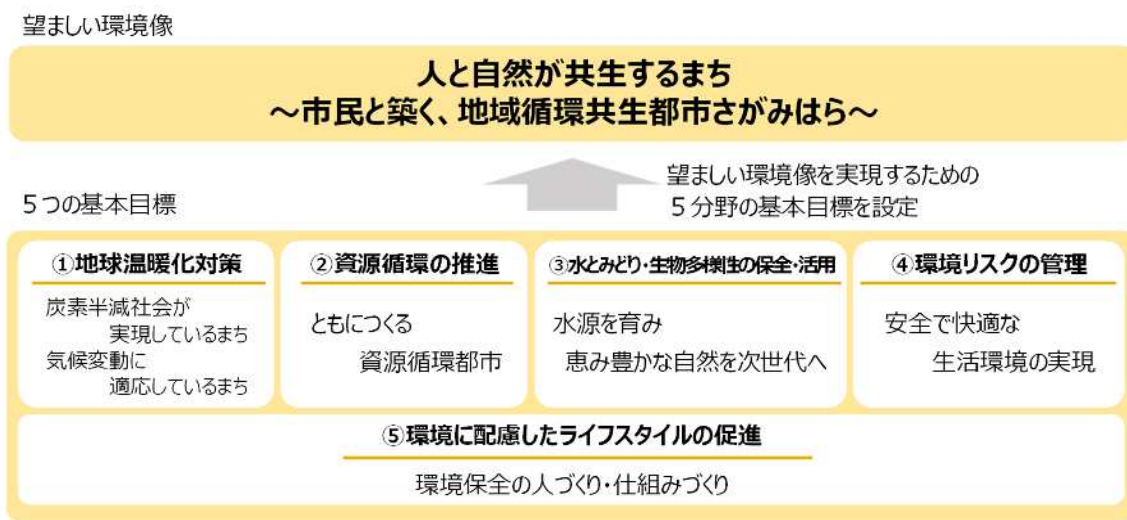 望ましい環境像
人と自然が共生するまち
～市民と築く、地域循環共生都市さがみはら～
望ましい環境像を実現するための
５分野の基本目標を設定
５つの基本目標
①地球温暖化対策
炭素半減社会が
実現しているまち
気候変動に
適応しているまち
②資源循環の推進
ともにつくる
資源循環都市
③水とみどり・生物多様性の保全・活用
水源を育み
恵み豊かな自然を次世代へ
④環境リスクの管理
安全で快適な
生活環境の実現
⑤環境に配慮したライフスタイルの促進
環境保全の人づくり・仕組みづくり